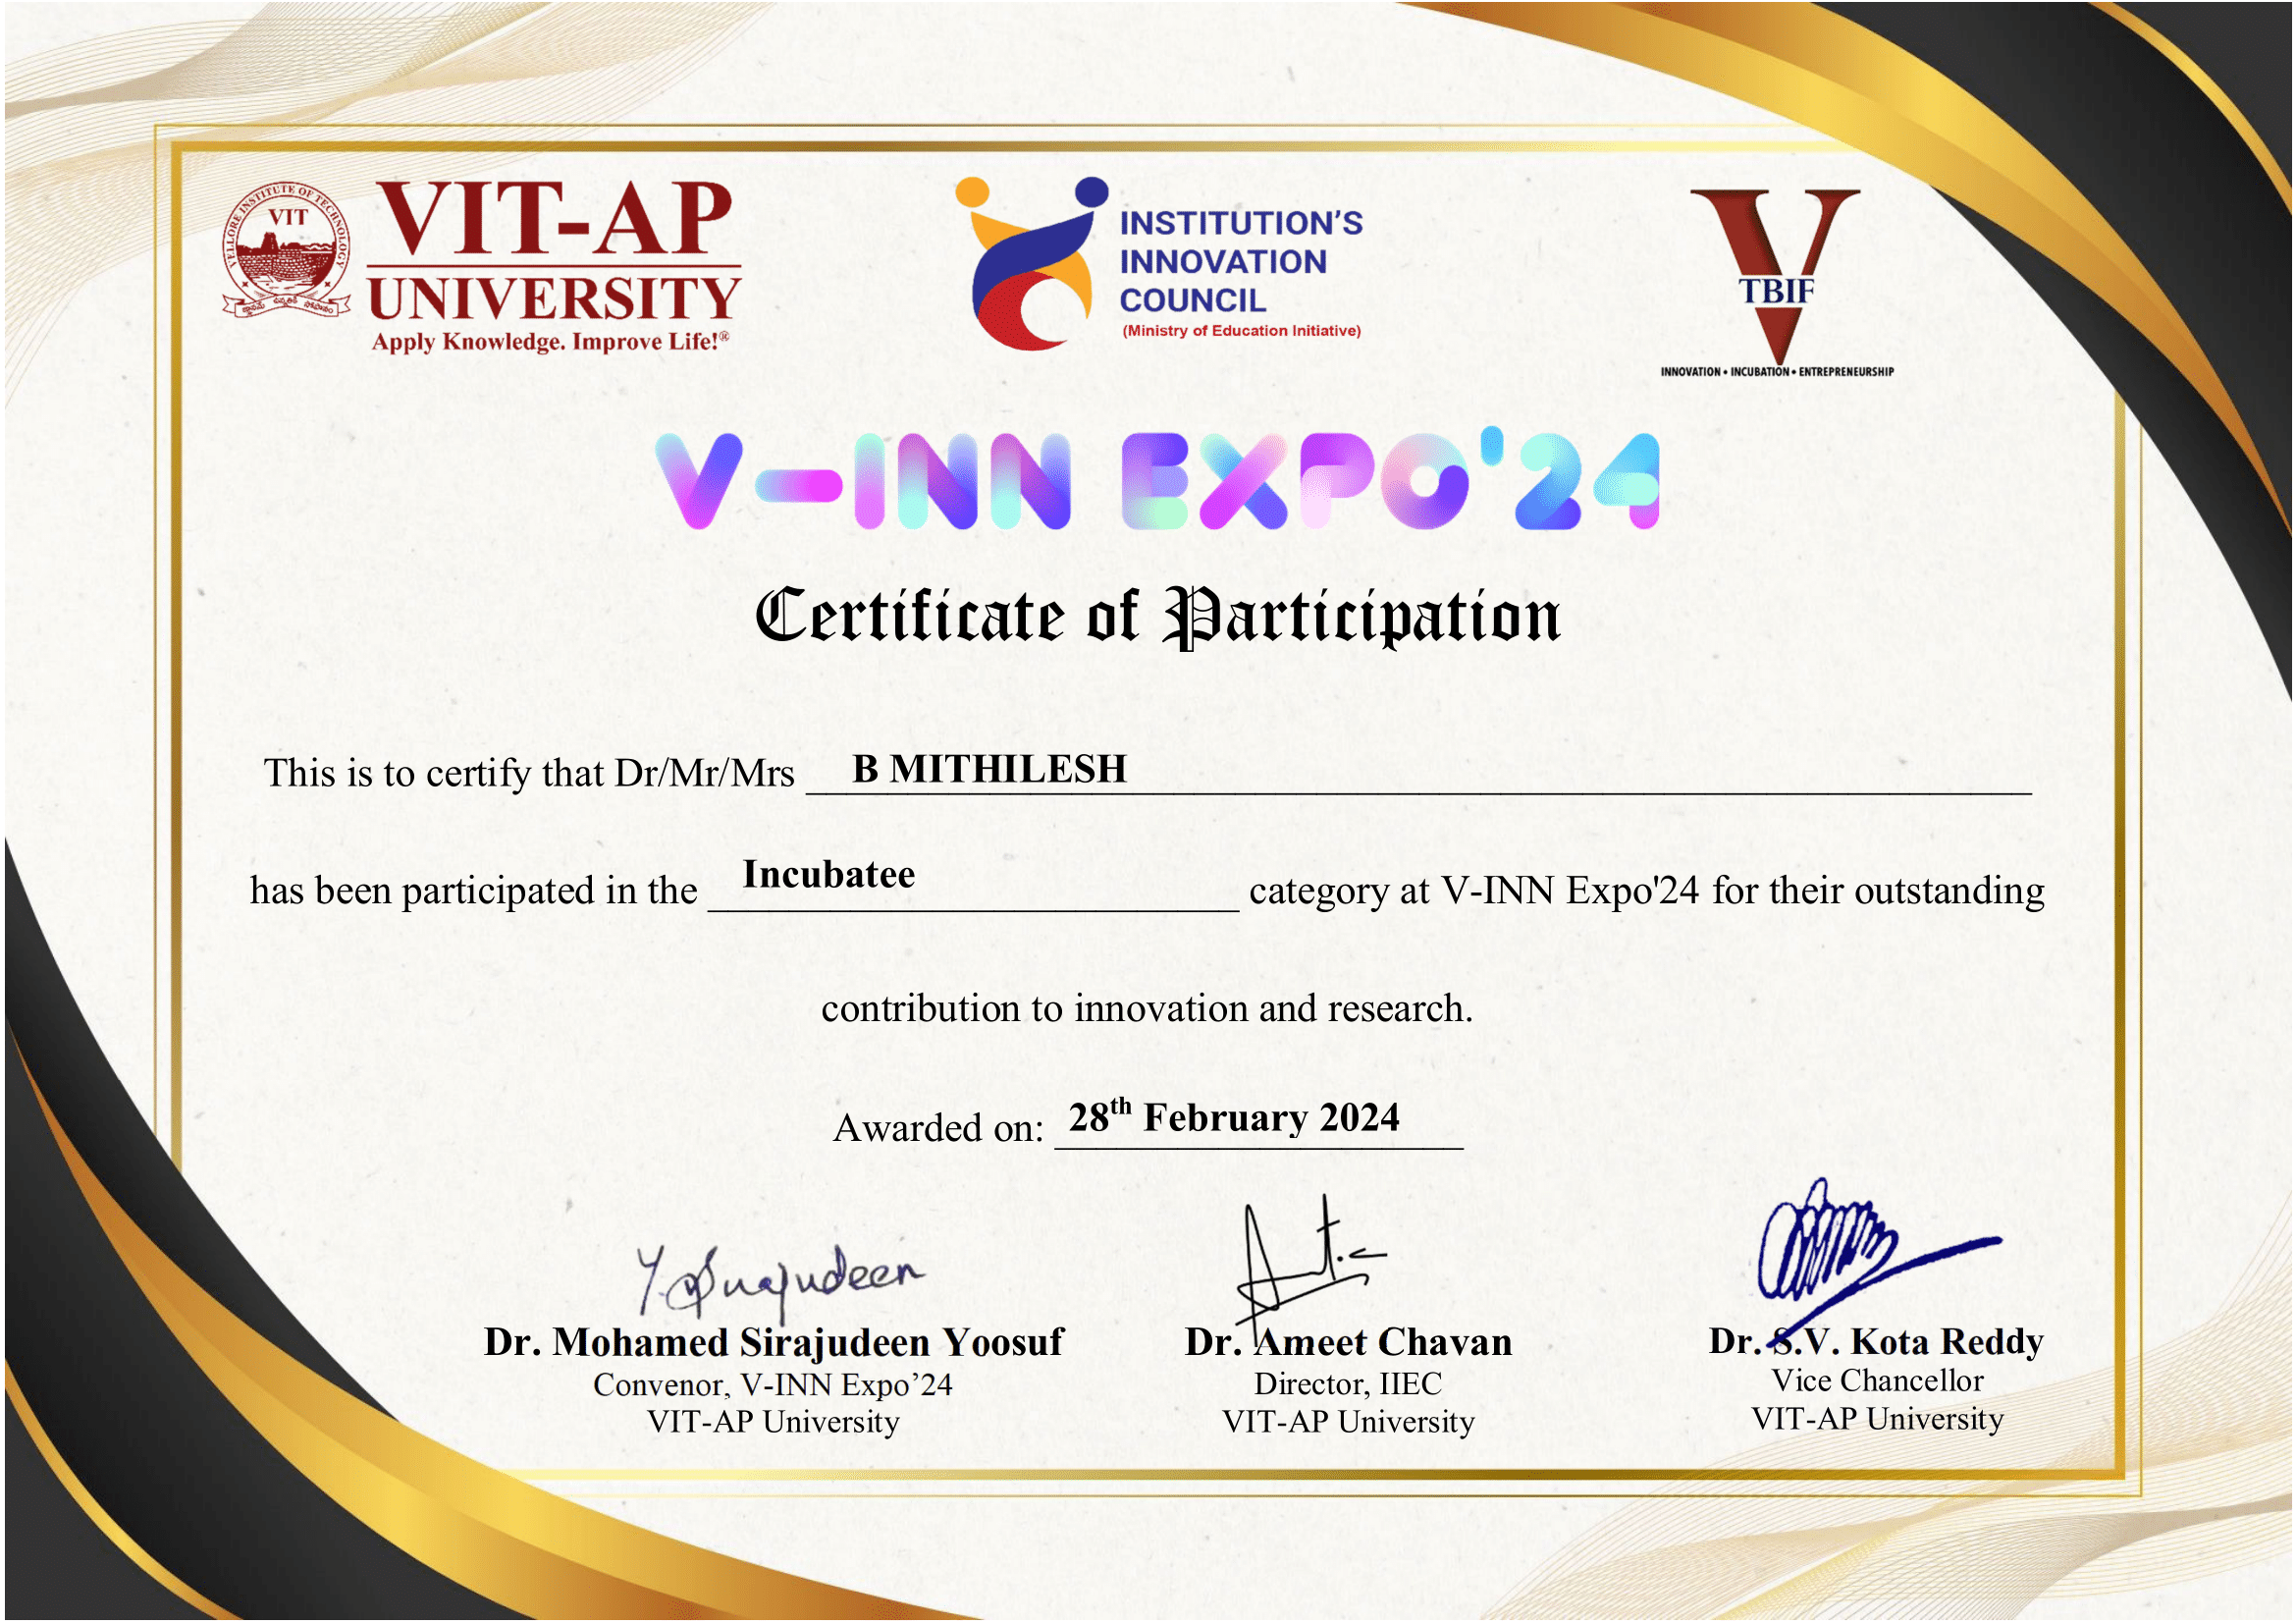 VELLORE INSTITUTE OF TECHNOLOGY
VIT
VIT-AP
UNIVERSITY
Apply Knowledge. Improve Life!®
INSTITUTION'S
INNOVATION
COUNCIL
(Ministry of Education Initiative)
V
TBIF
INNOVATION • INCUBATION • ENTREPRENEURSHIP
V-INN EXPO'24
Certificate of Participation
This is to certify that Dr/Mr/Mrs B MITHILESH
has been participated in the Incubatee category at V-INN Expo'24 for their outstanding
contribution to innovation and research.
Awarded on: 28th February 2024
Y. Sirajudeen
Dr. Mohamed Sirajudeen Yoosuf
Convenor, V-INN Expo’24
VIT-AP University
Dr. Ameet Chavan
Director, IIEC
VIT-AP University
Dr. S.V. Kota Reddy
Vice Chancellor
VIT-AP University